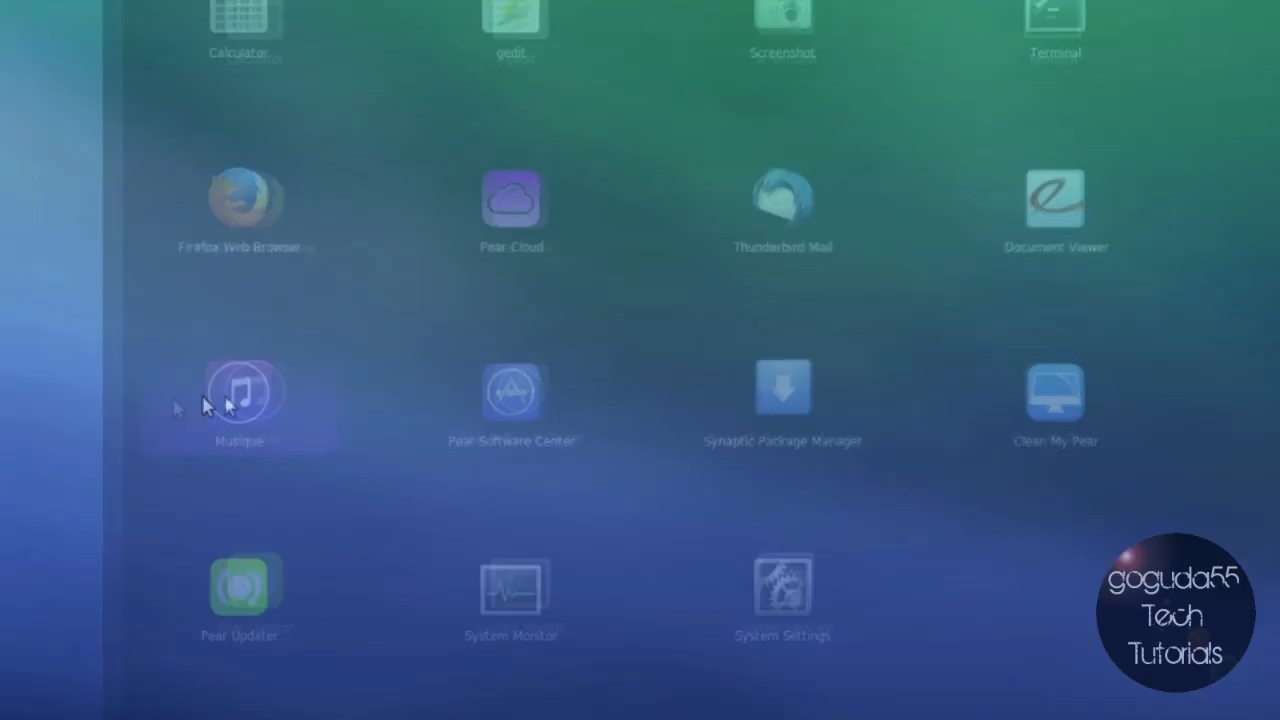 Calculator
gedit
Screenshot
Terminal
Firefox Web Browser
Pear Cloud
Thunderbird Mail
Document Viewer
Musique
Pear Software Center
Synaptic Package Manager
Clean My Pear
Pear Updater
System Monitor
System Settings
goguda55
Tech
Tutorials